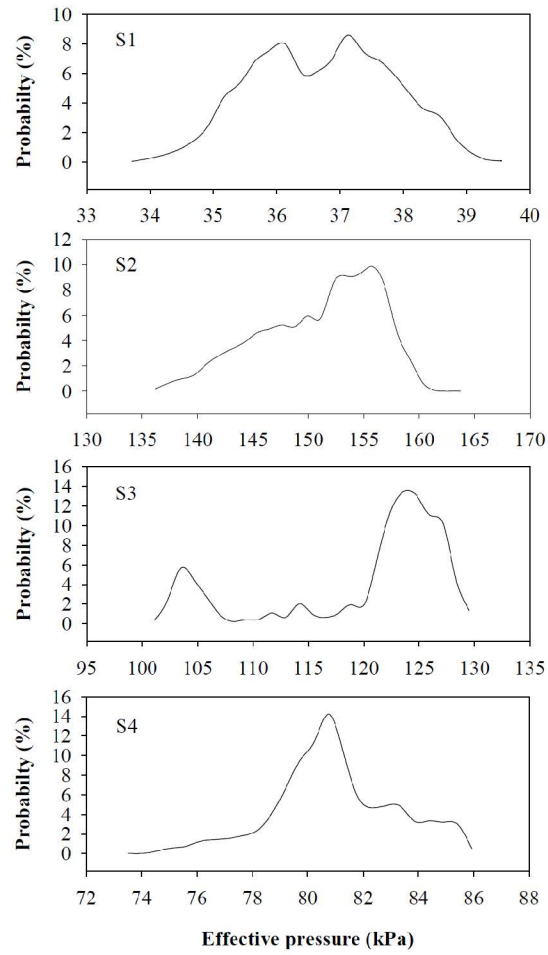 10
8
6
4
2
0
S1
Probabilty (%)
33 34 35 36 37 38 39 40
12
10
8
6
4
2
0
S2
Probabilty (%)
130 135 140 145 150 155 160 165 170
16
14
12
10
8
6
4
2
0
S3
Probabilty (%)
95 100 105 110 115 120 125 130 135
16
14
12
10
8
6
4
2
0
S4
Probabilty (%)
72 74 76 78 80 82 84 86 88
Effective pressure (kPa)